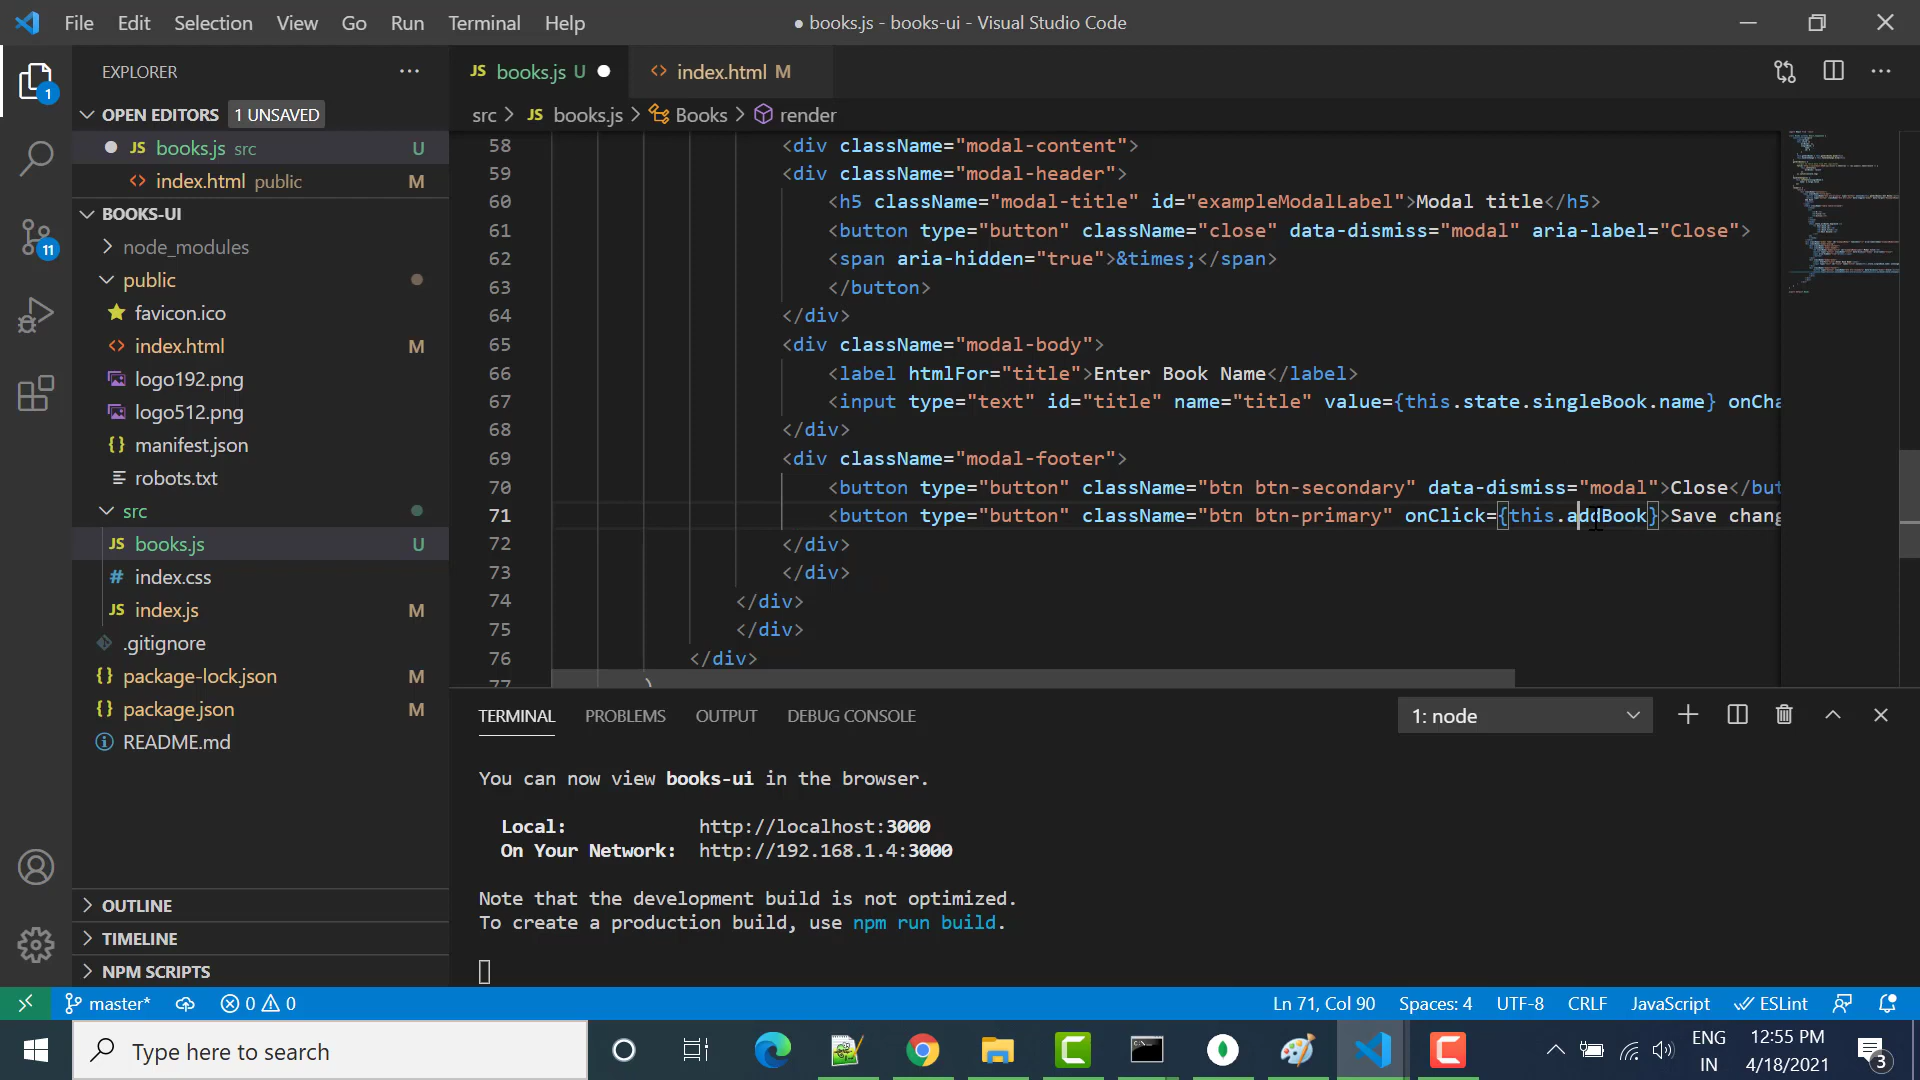 File Edit Selection View Go Run Terminal Help
● books.js - books-ui - Visual Studio Code
EXPLORER
OPEN EDITORS 1 UNSAVED
JS books.js src U
<> index.html public M
BOOKS-UI
node_modules
public
favicon.ico
<> index.html M
logo192.png
logo512.png
{} manifest.json
robots.txt
src
JS books.js U
# index.css
JS index.js M
.gitignore
{} package-lock.json M
{} package.json M
README.md
OUTLINE
TIMELINE
NPM SCRIPTS
1
11
JS books.js U
<> index.html M
src > JS books.js > Books > render
58 <div className="modal-content">
59 <div className="modal-header">
60 <h5 className="modal-title" id="exampleModalLabel">Modal title</h5>
61 <button type="button" className="close" data-dismiss="modal" aria-label="Close">
62 <span aria-hidden="true">&times;</span>
63 </button>
64 </div>
65 <div className="modal-body">
66 <label htmlFor="title">Enter Book Name</label>
67 <input type="text" id="title" name="title" value={this.state.singleBook.name} onCha
68 </div>
69 <div className="modal-footer">
70 <button type="button" className="btn btn-secondary" data-dismiss="modal">Close</but
71 <button type="button" className="btn btn-primary" onClick={this.addBook}>Save chang
72 </div>
73 </div>
74 </div>
75 </div>
76 </div>
77 )
TERMINAL PROBLEMS OUTPUT DEBUG CONSOLE
1: node
You can now view books-ui in the browser.
Local: http://localhost:3000
On Your Network: http://192.168.1.4:3000
Note that the development build is not optimized.
To create a production build, use npm run build.
master* 0 0
Ln 71, Col 90 Spaces: 4 UTF-8 CRLF JavaScript ESLint
Type here to search
ENG
IN
12:55 PM
4/18/2021
3